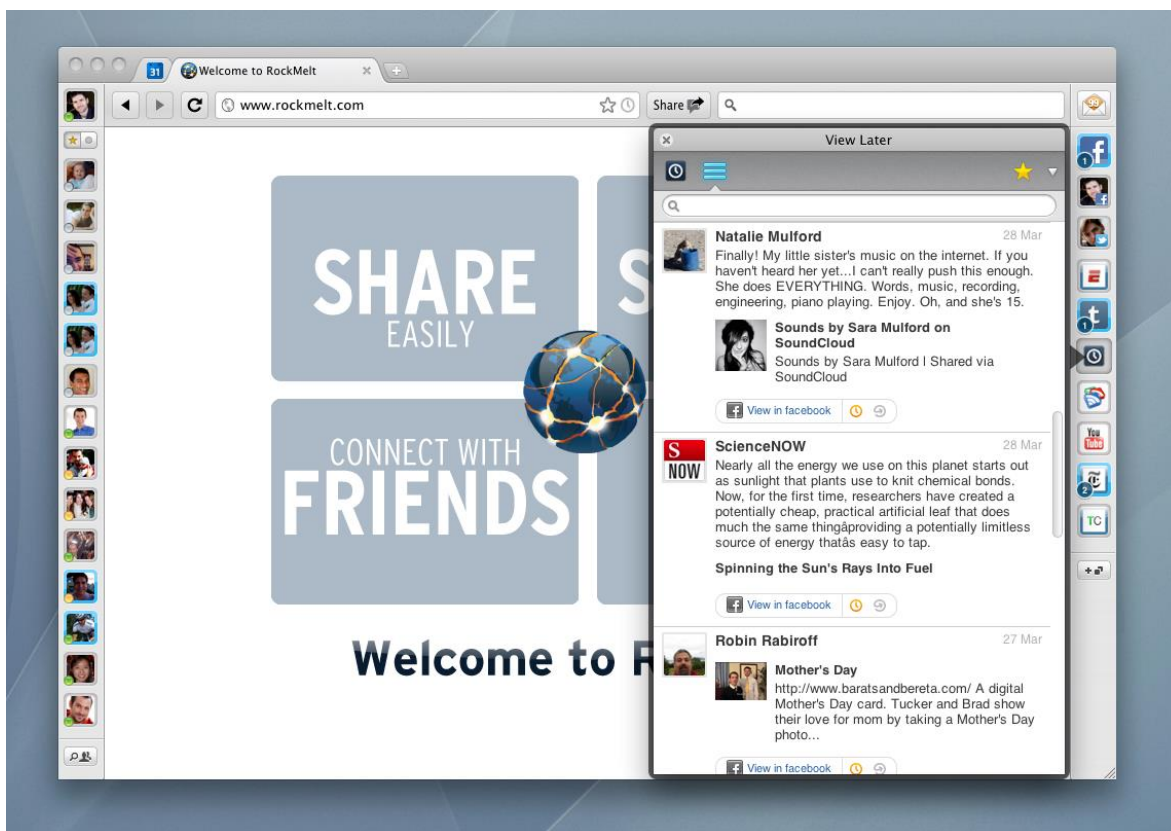 31
Welcome to RockMelt
www.rockmelt.com
Share
99
View Later
SHARE
EASILY
S
CONNECT WITH
FRIENDS
Welcome to R
Natalie Mulford
28 Mar
Finally! My little sister's music on the internet. If you
haven't heard her yet...I can't really push this enough.
She does EVERYTHING. Words, music, recording,
engineering, piano playing. Enjoy. Oh, and she's 15.
Sounds by Sara Mulford on
SoundCloud
Sounds by Sara Mulford | Shared via
SoundCloud
View in facebook
S
NOW
ScienceNOW
28 Mar
Nearly all the energy we use on this planet starts out
as sunlight that plants use to knit chemical bonds.
Now, for the first time, researchers have created a
potentially cheap, practical artificial leaf that does
much the same thingâproviding a potentially limitless
source of energy thatâs easy to tap.
Spinning the Sun's Rays Into Fuel
View in facebook
Robin Rabiroff
27 Mar
Mother's Day
http://www.baratsandbereta.com/ A digital
Mother's Day card. Tucker and Brad show
their love for mom by taking a Mother's Day
photo...
View in facebook
f
1
f
E
t
1
You
Tube
T
2
TC